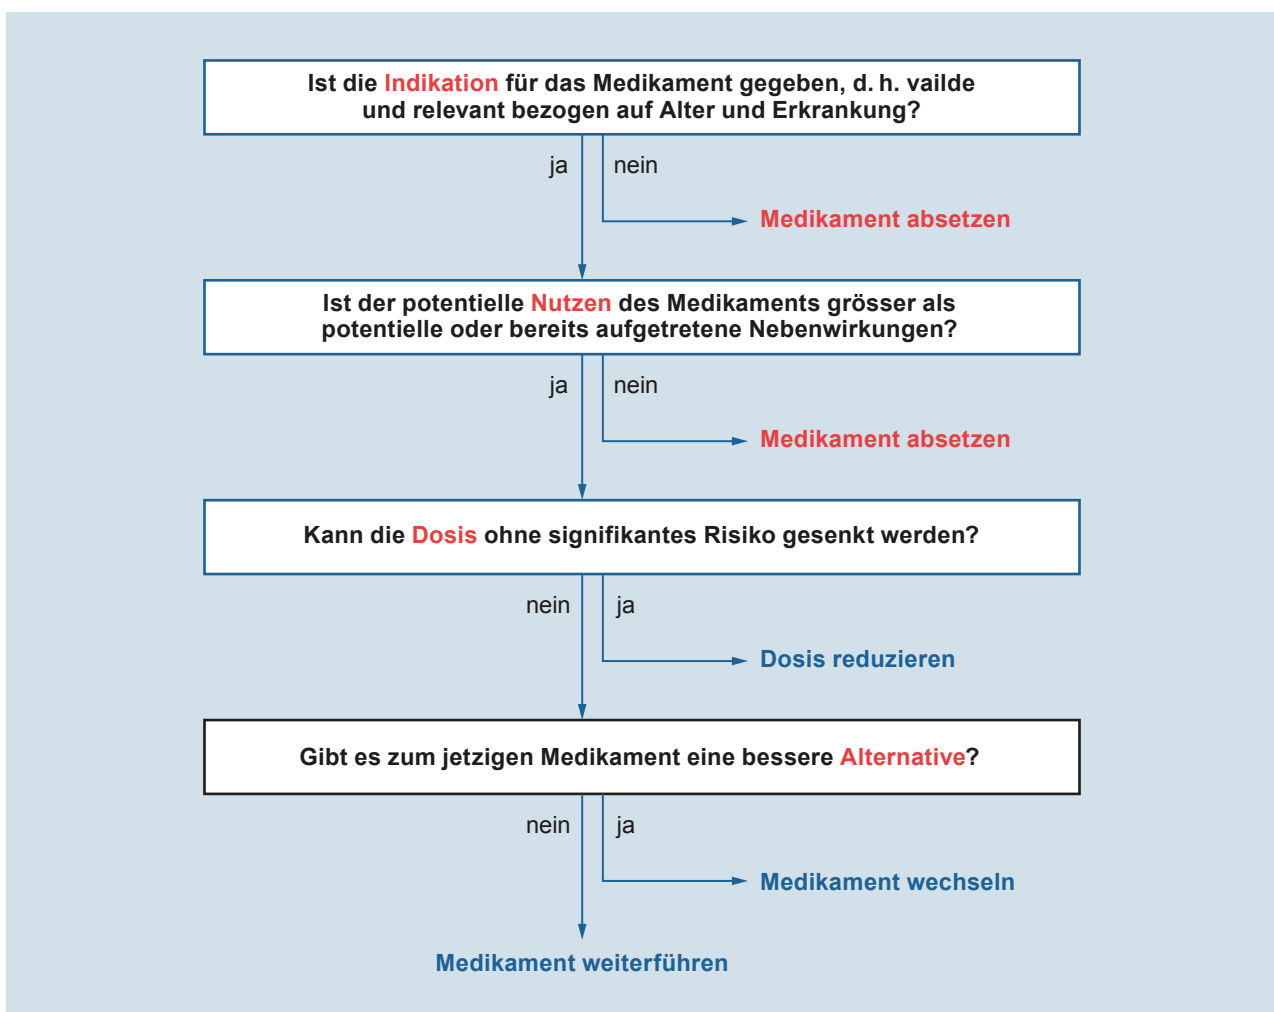 Ist die Indikation für das Medikament gegeben, d. h. vailde
und relevant bezogen auf Alter und Erkrankung?
ja
nein
Medikament absetzen
Ist der potentielle Nutzen des Medikaments grösser als
potentielle oder bereits aufgetretene Nebenwirkungen?
ja
nein
Medikament absetzen
Kann die Dosis ohne signifikantes Risiko gesenkt werden?
nein
ja
Dosis reduzieren
Gibt es zum jetzigen Medikament eine bessere Alternative?
nein
ja
Medikament wechseln
Medikament weiterführen